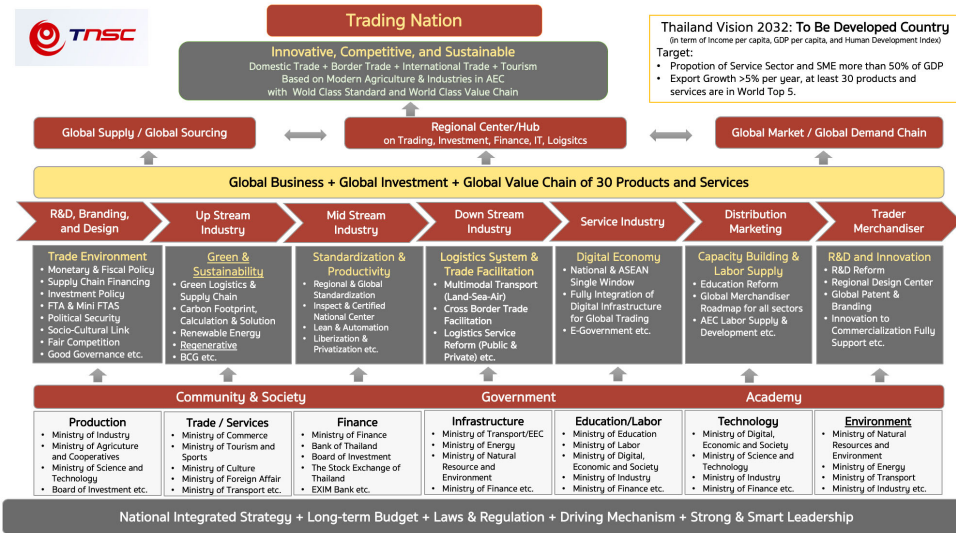 TNSC
Trading Nation
Innovative, Competitive, and Sustainable
Domestic Trade + Border Trade + International Trade + Tourism
Based on Modern Agriculture & Industries in AEC
with Wold Class Standard and World Class Value Chain
Thailand Vision 2032: To Be Developed Country
(in term of Income per capita, GDP per capita, and Human Development Index)
Target:
• Propotion of Service Sector and SME more than 50% of GDP
• Export Growth >5% per year, at least 30 products and
services are in World Top 5.
Global Supply / Global Sourcing
Regional Center/Hub
on Trading, Investment, Finance, IT, Loigsitcs
Global Market / Global Demand Chain
Global Business + Global Investment + Global Value Chain of 30 Products and Services
R&D, Branding,
and Design
Up Stream
Industry
Mid Stream
Industry
Down Stream
Industry
Service Industry
Distribution
Marketing
Trader
Merchandiser
Trade Environment
• Monetary & Fiscal Policy
• Supply Chain Financing
• Investment Policy
• FTA & Mini FTAS
• Political Security
• Socio-Cultural Link
• Fair Competition
• Good Governance etc.
Green &
Sustainability
• Green Logistics &
Supply Chain
• Carbon Footprint,
Calculation & Solution
• Renewable Energy
• Regenerative
• BCG etc.
Standardization &
Productivity
• Regional & Global
Standardization
• Inspect & Certified
National Center
• Lean & Automation
• Liberization &
Privatization etc.
Logistics System &
Trade Facilitation
• Multimodal Transport
(Land-Sea-Air)
• Cross Border Trade
Facilitation
• Logistics Service
Reform (Public &
Private) etc.
Digital Economy
• National & ASEAN
Single Window
• Fully Integration of
Digital Infrastructure
for Global Trading
• E-Government etc.
Capacity Building &
Labor Supply
• Education Reform
• Global Merchandiser
Roadmap for all sectors
• AEC Labor Supply &
Development etc.
R&D and Innovation
• R&D Reform
• Regional Design Center
• Global Patent &
Branding
• Innovation to
Commercialization Fully
Support etc.
Community & Society
Government
Academy
Production
• Ministry of Industry
• Ministry of Agriculture
and Cooperatives
• Ministry of Science and
Technology
• Board of Investment etc.
Trade / Services
• Ministry of Commerce
• Ministry of Tourism and
Sports
• Ministry of Culture
• Ministry of Foreign Affair
• Ministry of Transport etc.
Finance
• Ministry of Finance
• Bank of Thailand
• Board of Investment
• The Stock Exchange of
Thailand
• EXIM Bank etc.
Infrastructure
• Ministry of Transport/EEC
• Ministry of Energy
• Ministry of Natural
Resource and
Environment
• Ministry of Finance etc.
Education/Labor
• Ministry of Education
• Ministry of Labor
• Ministry of Digital,
Economic and Society
• Ministry of Industry
• Ministry of Finance etc.
Technology
• Ministry of Digital,
Economic and Society
• Ministry of Science and
Technology
• Ministry of Industry
• Ministry of Finance etc.
Environment
• Ministry of Natural
Resources and
Environment
• Ministry of Energy
• Ministry of Transport
• Ministry of Industry etc.
National Integrated Strategy + Long-term Budget + Laws & Regulation + Driving Mechanism + Strong & Smart Leadership